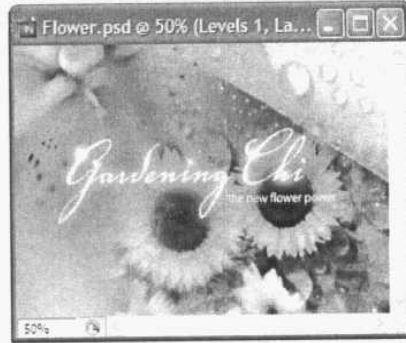 Flower.psd @ 50% (Levels 1, La...
Gardening Chi
the new flower power
50%